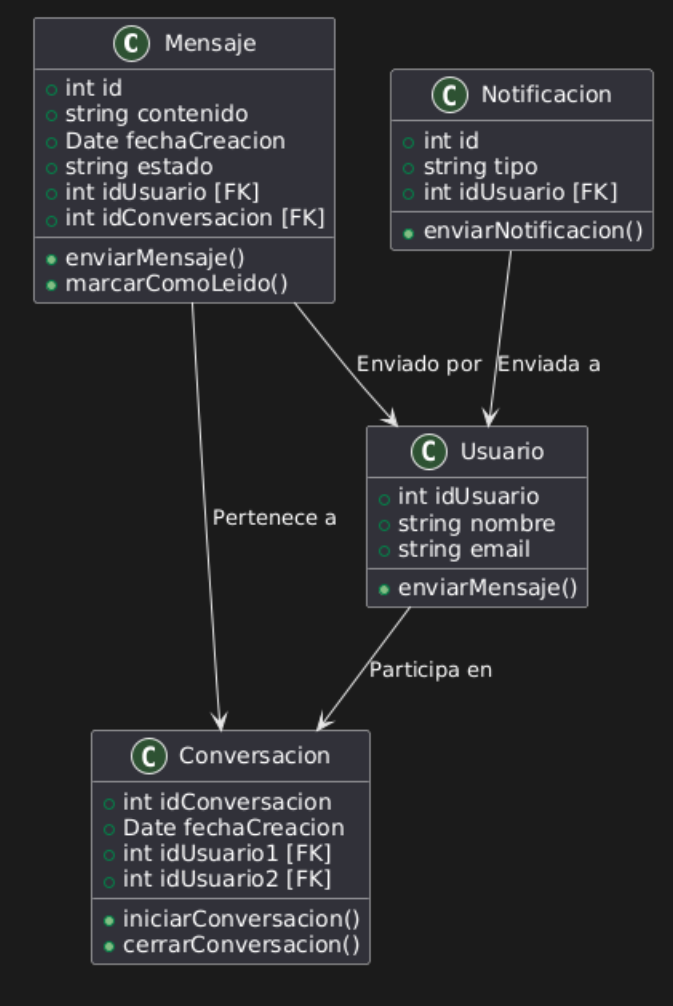 C Mensaje
int id
string contenido
Date fechaCreacion
string estado
int idUsuario [FK]
int idConversacion [FK]
enviarMensaje()
marcarComoLeido()
C Notificacion
int id
string tipo
int idUsuario [FK]
enviarNotificacion()
Enviado por
Enviada a
C Usuario
int idUsuario
string nombre
string email
enviarMensaje()
Pertenece a
Participa en
C Conversacion
int idConversacion
Date fechaCreacion
int idUsuario1 [FK]
int idUsuario2 [FK]
iniciarConversacion()
cerrarConversacion()